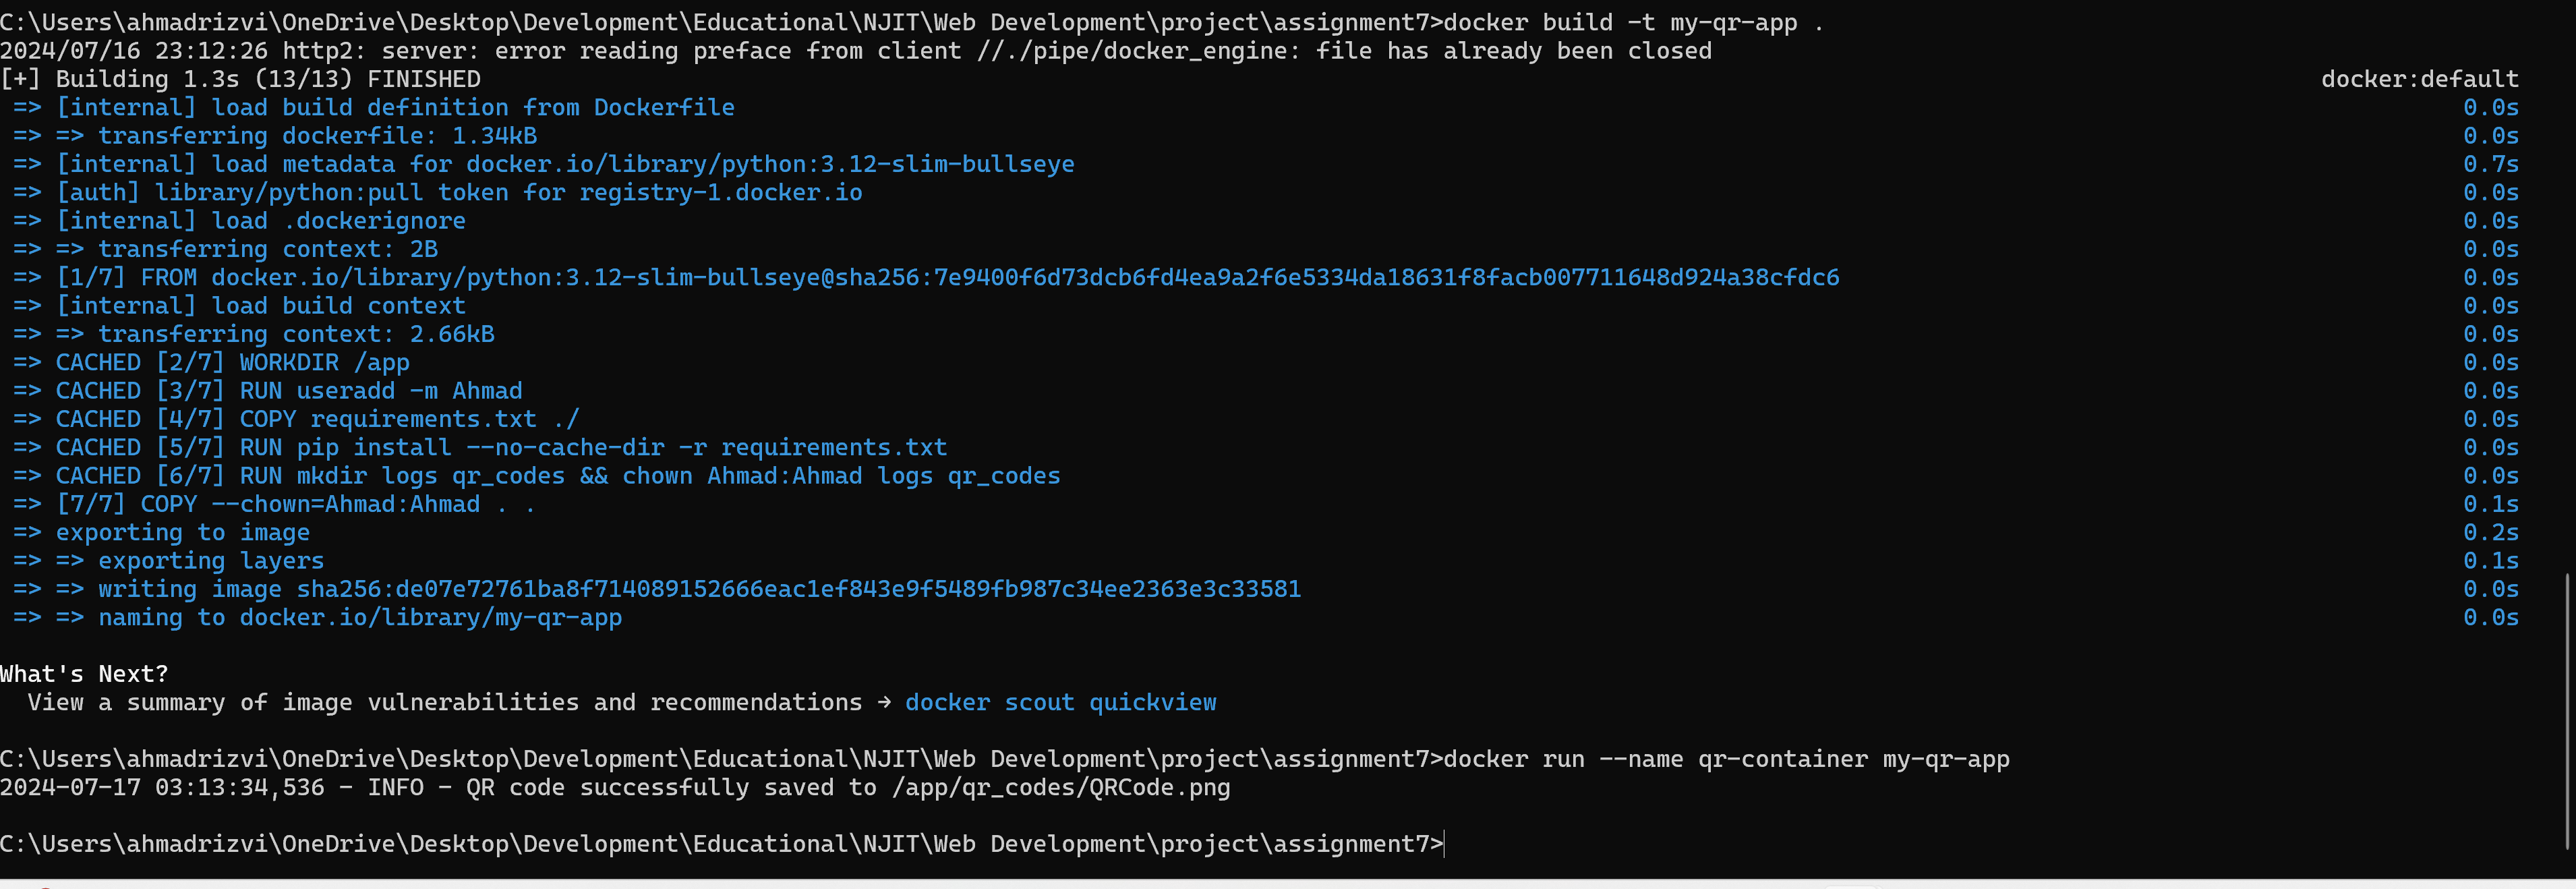 C:\Users\ahmadrizvi\OneDrive\Desktop\Development\Educational\NJIT\Web Development\project\assignment7>docker build -t my-qr-app .
2024/07/16 23:12:26 http2: server: error reading preface from client //./pipe/docker_engine: file has already been closed
[+] Building 1.3s (13/13) FINISHED docker:default
=> [internal] load build definition from Dockerfile 0.0s
=> => transferring dockerfile: 1.34kB 0.0s
=> [internal] load metadata for docker.io/library/python:3.12-slim-bullseye 0.7s
=> [auth] library/python:pull token for registry-1.docker.io 0.0s
=> [internal] load .dockerignore 0.0s
=> => transferring context: 2B 0.0s
=> [1/7] FROM docker.io/library/python:3.12-slim-bullseye@sha256:7e9400f6d73dcb6fd4ea9a2f6e5334da18631f8facb007711648d924a38cfdc6 0.0s
=> [internal] load build context 0.0s
=> => transferring context: 2.66kB 0.0s
=> CACHED [2/7] WORKDIR /app 0.0s
=> CACHED [3/7] RUN useradd -m Ahmad 0.0s
=> CACHED [4/7] COPY requirements.txt ./ 0.0s
=> CACHED [5/7] RUN pip install --no-cache-dir -r requirements.txt 0.0s
=> CACHED [6/7] RUN mkdir logs qr_codes && chown Ahmad:Ahmad logs qr_codes 0.0s
=> [7/7] COPY --chown=Ahmad:Ahmad . . 0.1s
=> exporting to image 0.2s
=> => exporting layers 0.1s
=> => writing image sha256:de07e72761ba8f714089152666eac1ef843e9f5489fb987c34ee2363e3c33581 0.0s
=> => naming to docker.io/library/my-qr-app 0.0s
What's Next?
View a summary of image vulnerabilities and recommendations → docker scout quickview
C:\Users\ahmadrizvi\OneDrive\Desktop\Development\Educational\NJIT\Web Development\project\assignment7>docker run --name qr-container my-qr-app
2024-07-17 03:13:34,536 - INFO - QR code successfully saved to /app/qr_codes/QRCode.png
C:\Users\ahmadrizvi\OneDrive\Desktop\Development\Educational\NJIT\Web Development\project\assignment7>